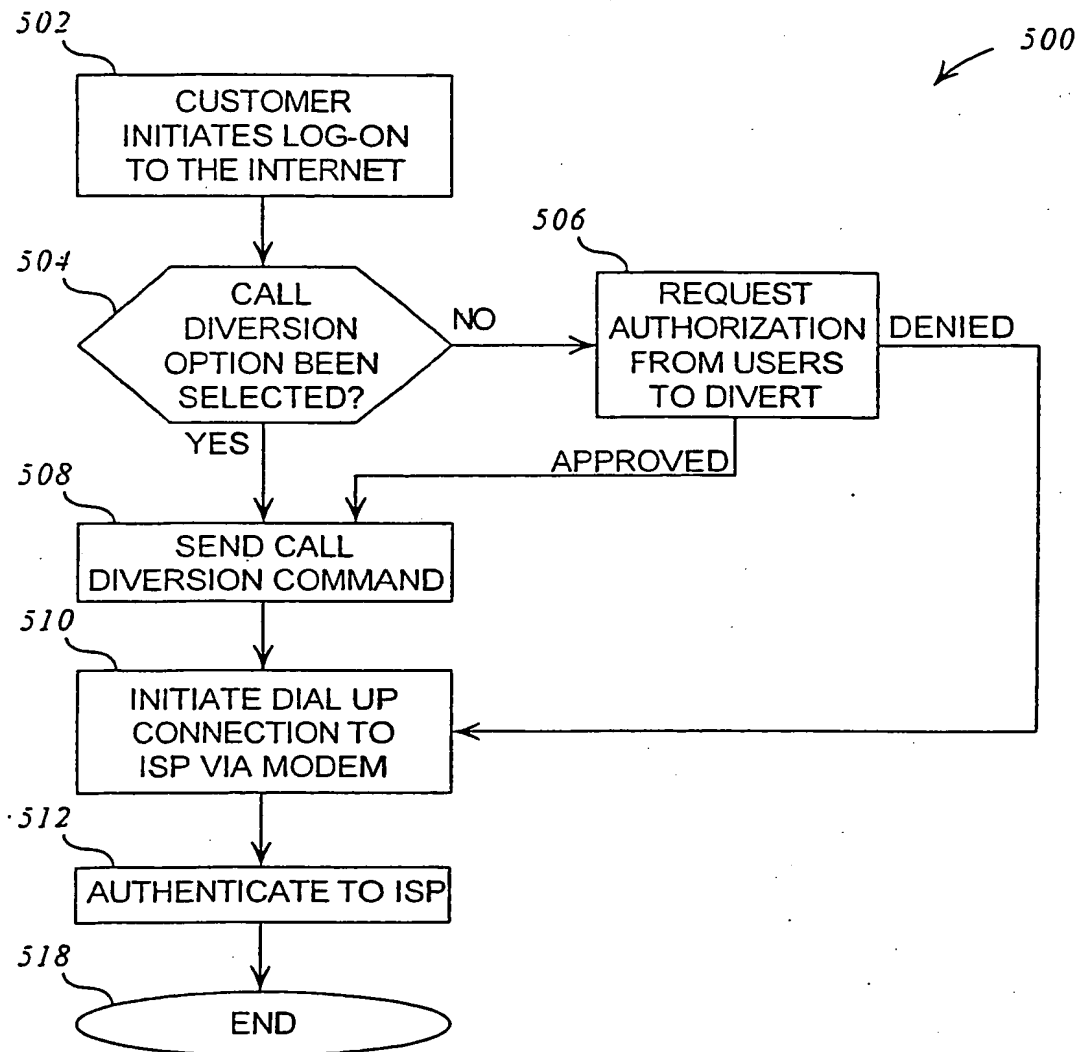 502
500
CUSTOMER
INITIATES LOG-ON
TO THE INTERNET
504
CALL
DIVERSION
OPTION BEEN
SELECTED?
NO
506
REQUEST
AUTHORIZATION
FROM USERS
TO DIVERT
DENIED
YES
APPROVED
508
SEND CALL
DIVERSION COMMAND
510
INITIATE DIAL UP
CONNECTION TO
ISP VIA MODEM
512
AUTHENTICATE TO ISP
518
END